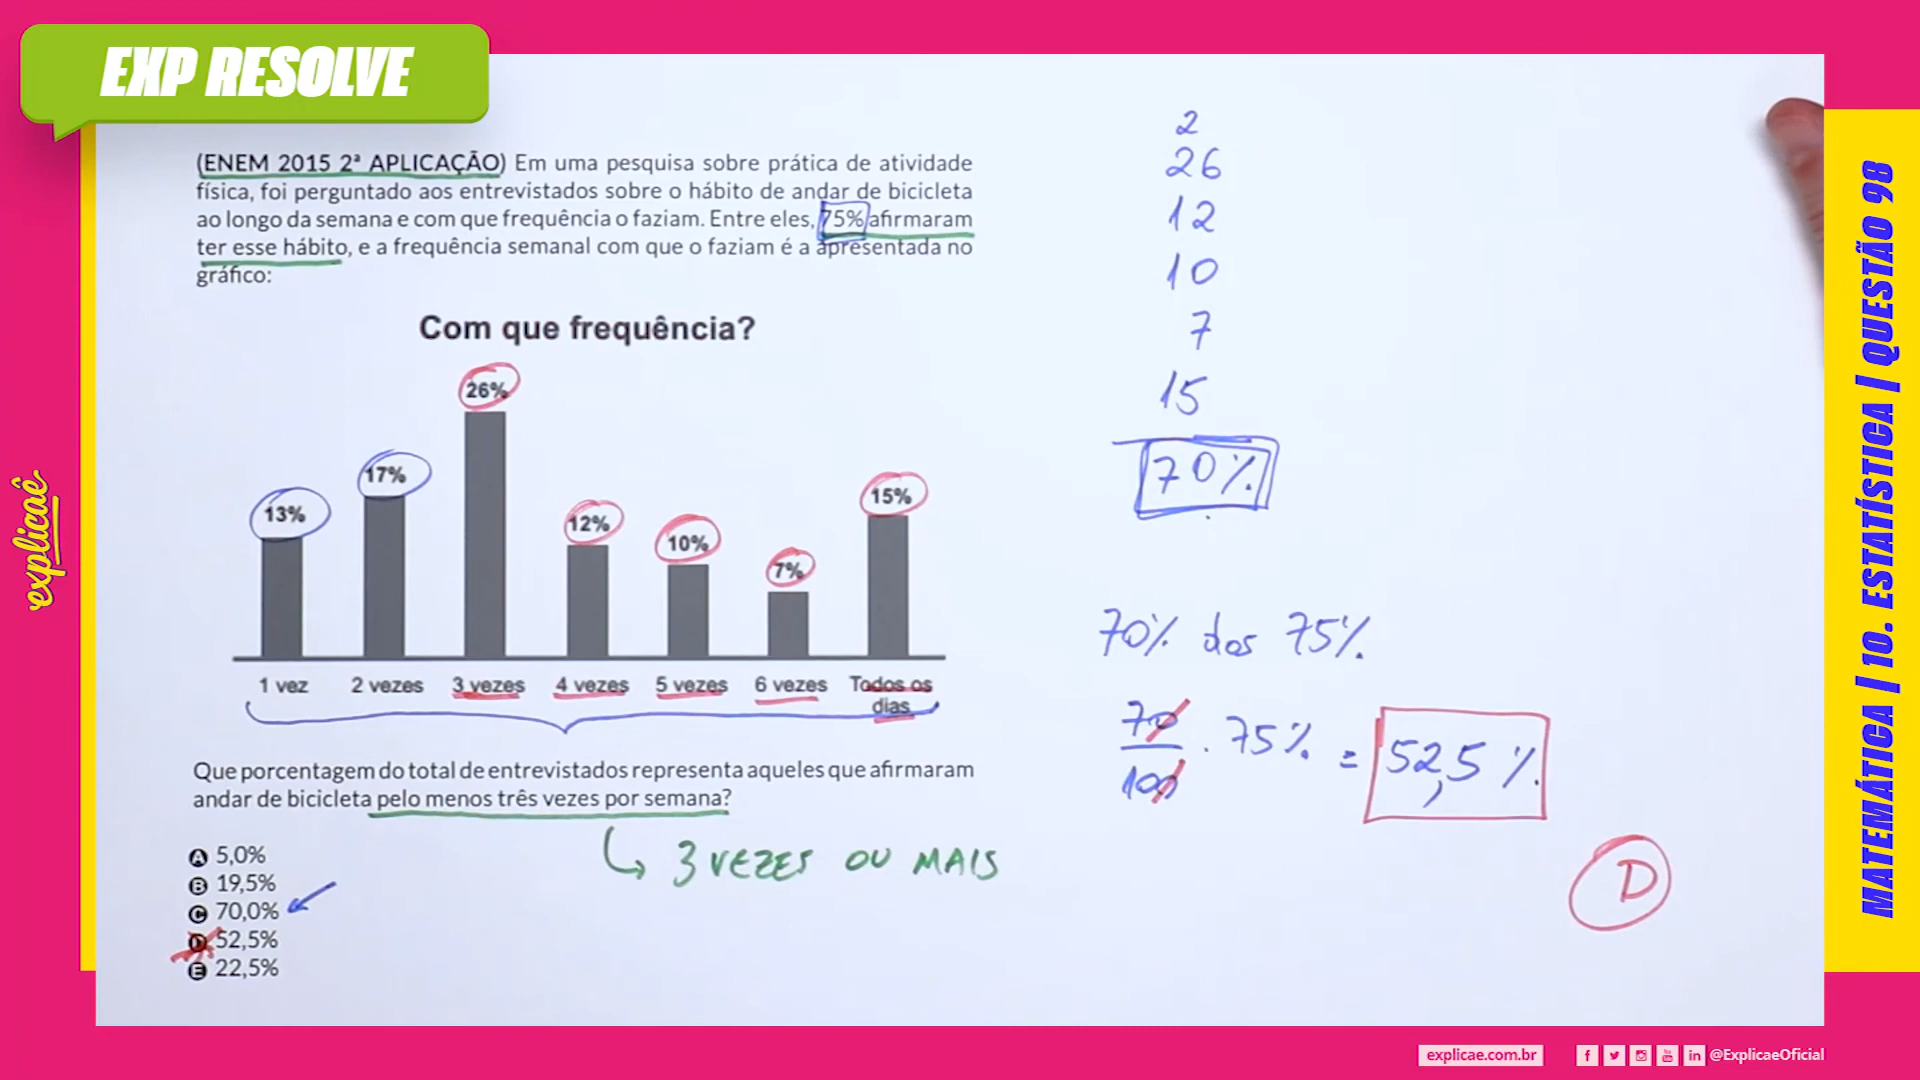 EXP RESOLVE
(ENEM 2015 2ª APLICAÇÃO) Em uma pesquisa sobre prática de atividade
física, foi perguntado aos entrevistados sobre o hábito de andar de bicicleta
ao longo da semana e com que frequência o faziam. Entre eles, 75% afirmaram
ter esse hábito, e a frequência semanal com que o faziam é a apresentada no
gráfico:
Com que frequência?
13%
17%
26%
12%
10%
7%
15%
1 vez
2 vezes
3 vezes
4 vezes
5 vezes
6 vezes
Todos os
dias
Que porcentagem do total de entrevistados representa aqueles que afirmaram
andar de bicicleta pelo menos três vezes por semana?
3 VEZES OU MAIS
A 5,0%
B 19,5%
C 70,0%
D 52,5%
E 22,5%
2
26
12
10
7
15
70%
70% dos 75%
70
100
. 75% = 52,5%
D
explicaê
MATEMÁTICA | 10. ESTATÍSTICA | QUESTÃO 98
explicae.com.br
@ExplicaeOficial